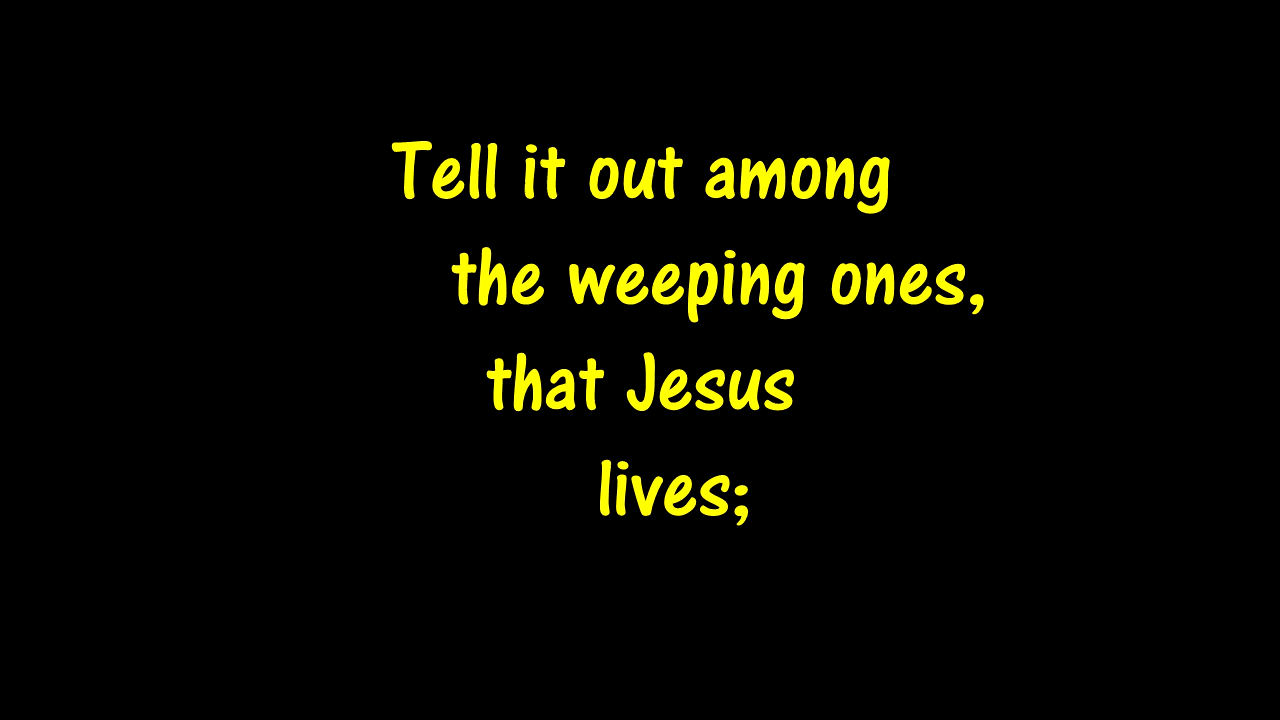 Tell it out among
the weeping ones,
that Jesus
lives;